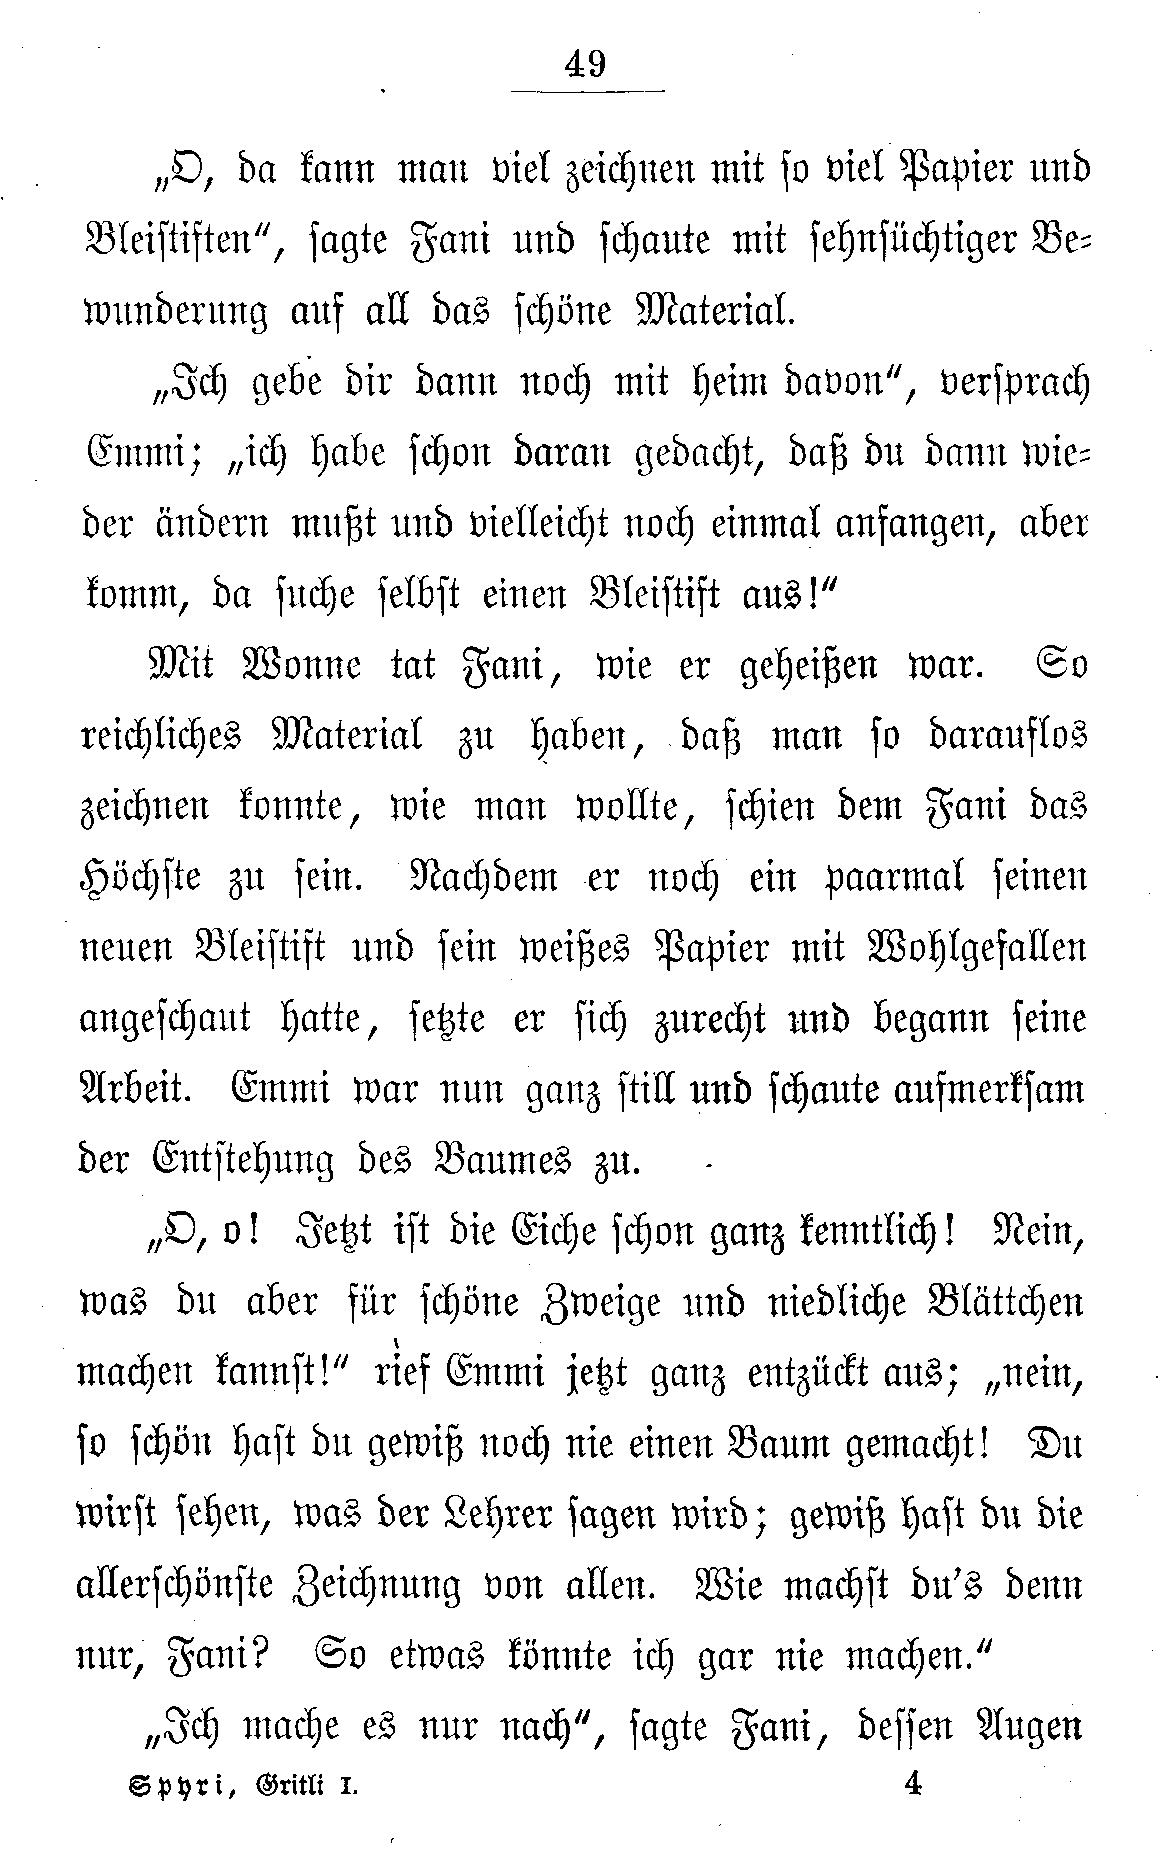 49
„O, da kann man viel zeichnen mit so viel Papier und
Bleistiften“, sagte Fani und schaute mit sehnsüchtiger Be-
wunderung auf all das schöne Material.
„Ich gebe dir dann noch mit heim davon“, versprach
Emmi; „ich habe schon daran gedacht, daß du dann wie-
der ändern mußt und vielleicht noch einmal anfangen, aber
komm, da suche selbst einen Bleistift aus!“
Mit Wonne tat Fani, wie er geheißen war. So
reichliches Material zu haben, daß man so darauflos
zeichnen konnte, wie man wollte, schien dem Fani das
Höchste zu sein. Nachdem er noch ein paarmal seinen
neuen Bleistift und sein weißes Papier mit Wohlgefallen
angeschaut hatte, setzte er sich zurecht und begann seine
Arbeit. Emmi war nun ganz still und schaute aufmerksam
der Entstehung des Baumes zu.
„O, o! Jetzt ist die Eiche schon ganz kenntlich! Nein,
was du aber für schöne Zweige und niedliche Blättchen
machen kannst!“ rief Emmi jetzt ganz entzückt aus; „nein,
so schön hast du gewiß noch nie einen Baum gemacht! Du
wirst sehen, was der Lehrer sagen wird; gewiß hast du die
allerschönste Zeichnung von allen. Wie machst du's denn
nur, Fani? So etwas könnte ich gar nie machen.“
„Ich mache es nur nach“, sagte Fani, dessen Augen
Spyri, Gritli I. 4